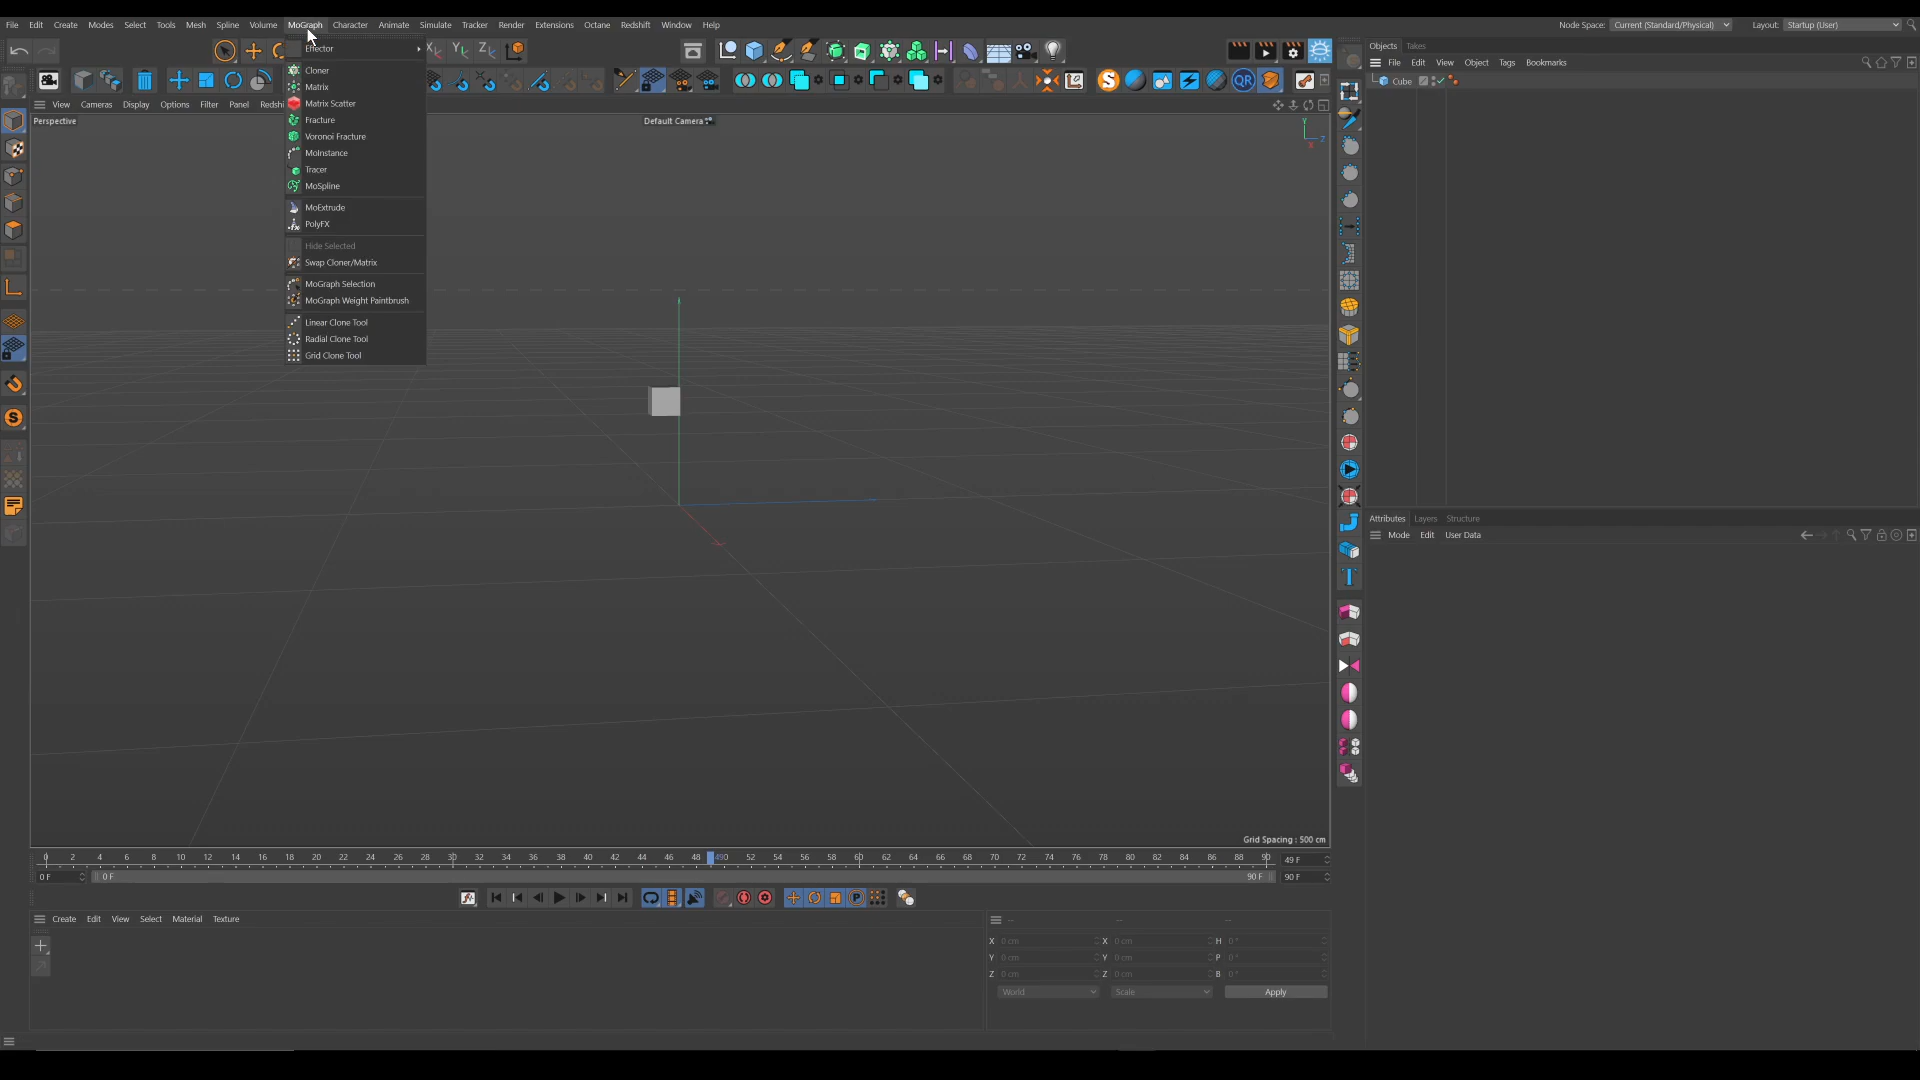 File Edit Create Modes Select Tools Mesh Spline Volume MoGraph Character Animate Simulate Tracker Render Extensions Octane Redshift Window Help
Node Space: Current (Standard/Physical) Layout: Startup (User)
Effector
Cloner
Matrix
Matrix Scatter
Fracture
Voronoi Fracture
MoInstance
Tracer
MoSpline
MoExtrude
PolyFX
Hide Selected
Swap Cloner/Matrix
MoGraph Selection
MoGraph Weight Paintbrush
Linear Clone Tool
Radial Clone Tool
Grid Clone Tool
X Y Z
S QR
View Cameras Display Options Filter Panel Redshi
Perspective
Default Camera
Y Z X
Grid Spacing : 500 cm
Objects Takes
File Edit View Object Tags Bookmarks
Cube
Attributes Layers Structure
Mode Edit User Data
0 2 4 6 8 10 12 14 16 18 20 22 24 26 28 30 32 34 36 38 40 42 44 46 48 490 52 54 56 58 60 62 64 66 68 70 72 74 76 78 80 82 84 86 88 90 49 F
0 F 0 F 90 F 90 F
Create Edit View Select Material Texture
-- -- --
X 0 cm X 0 cm H 0 °
Y 0 cm Y 0 cm P 0 °
Z 0 cm Z 0 cm B 0 °
World Scale Apply